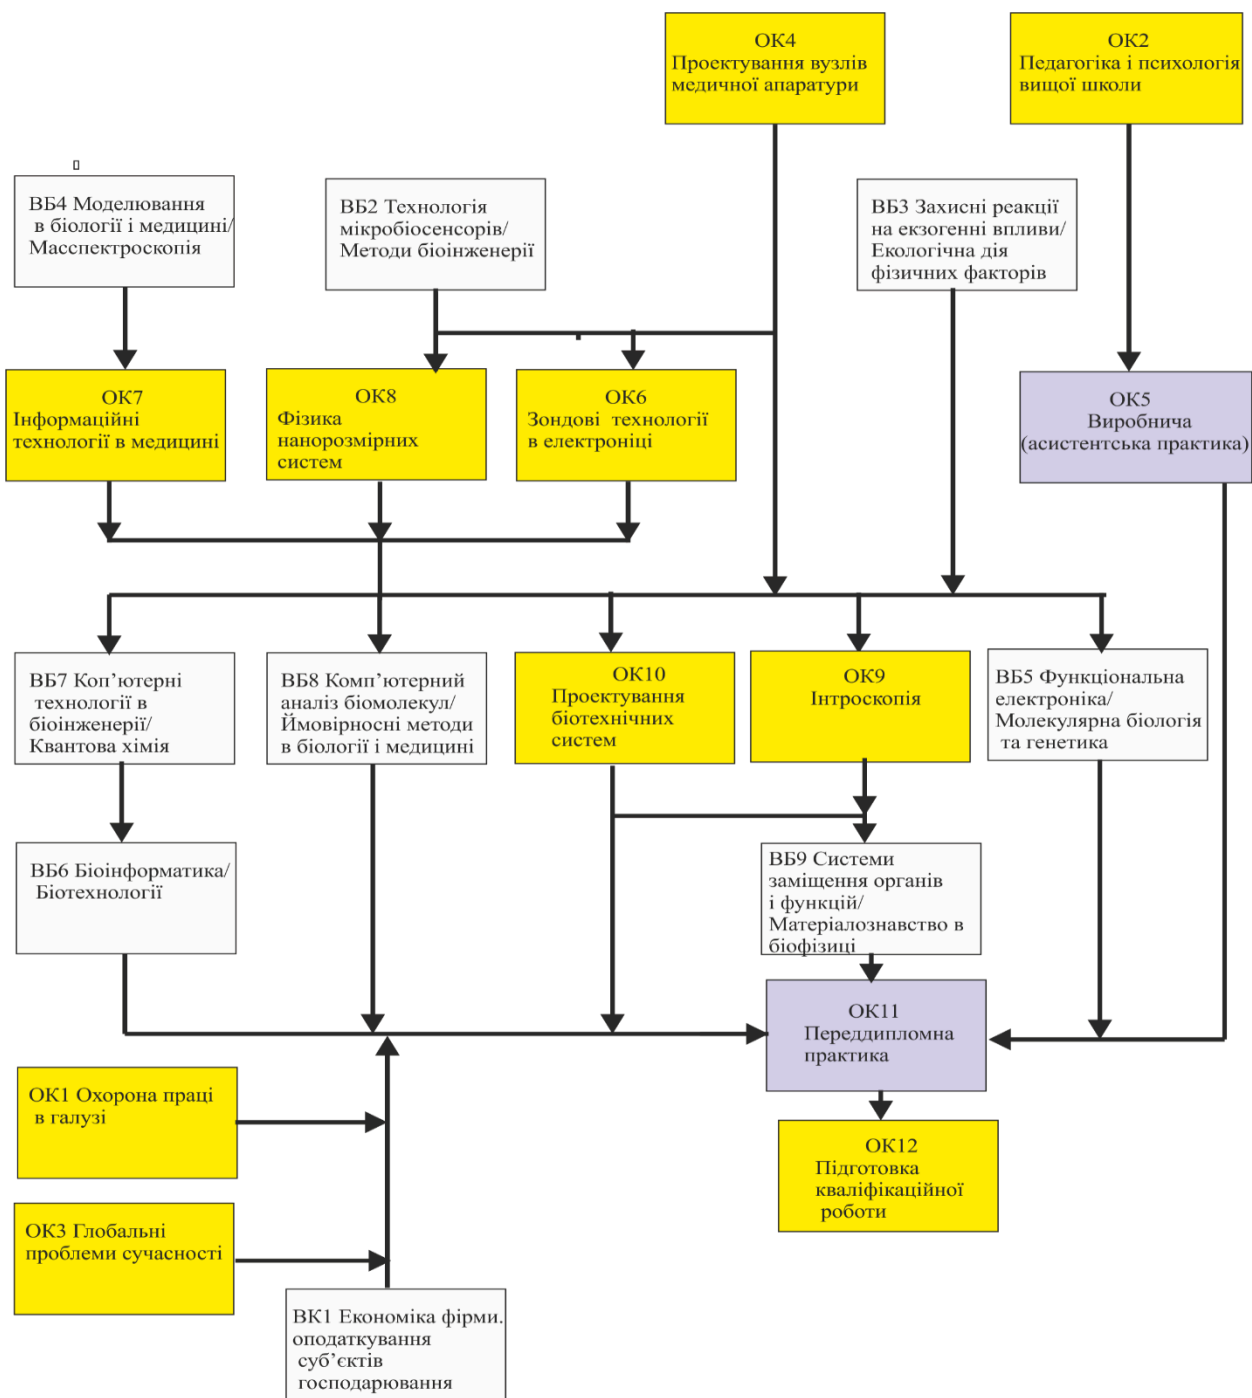 ОК4
Проектування вузлів
медичної апаратури
ОК2
Педагогіка і психологія
вищої школи
ВБ4 Моделювання
в біології і медицині/
Масспектроскопія
ВБ2 Технологія
мікробіосенсорів/
Методи біоінженерії
ВБ3 Захисні реакції
на екзогенні впливи/
Екологічна дія
фізичних факторів
ОК7
Інформаційні
технології в медицині
ОК8
Фізика
нанорозмірних
систем
ОК6
Зондові технології
в електроніці
ОК5
Виробнича
(асистентська практика)
ВБ7 Коп’ютерні
технології в
біоінженерії/
Квантова хімія
ВБ8 Комп’ютерний
аналіз біомолекул/
Ймовірносні методи
в біології і медицині
ОК10
Проектування
біотехнічних
систем
ОК9
Інтроскопія
ВБ5 Функціональна
електроніка/
Молекулярна біологія
та генетика
ВБ6 Біоінформатика/
Біотехнології
ВБ9 Системи
заміщення органів
і функцій/
Матеріалознавство в
біофізиці
ОК11
Переддипломна
практика
ОК1 Охорона праці
в галузі
ОК12
Підготовка
кваліфікаційної
роботи
ОК3 Глобальні
проблеми сучасності
ВК1 Економіка фірми.
оподаткування
суб’єктів
господарювання